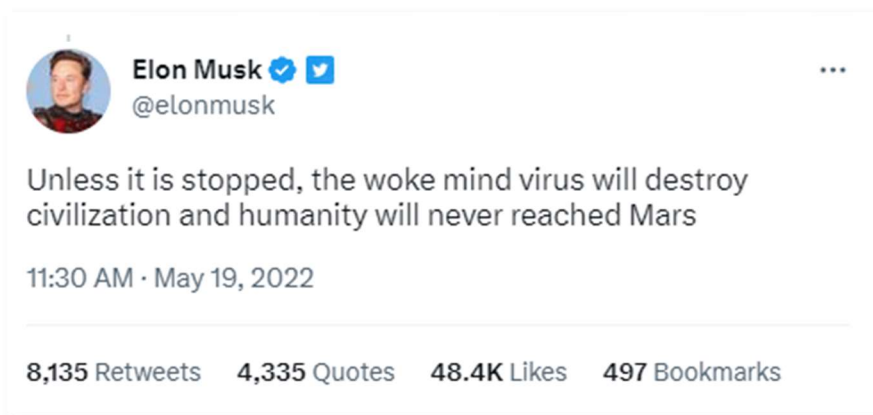 Elon Musk
@elonmusk
Unless it is stopped, the woke mind virus will destroy
civilization and humanity will never reached Mars
11:30 AM · May 19, 2022
8,135 Retweets 4,335 Quotes 48.4K Likes 497 Bookmarks